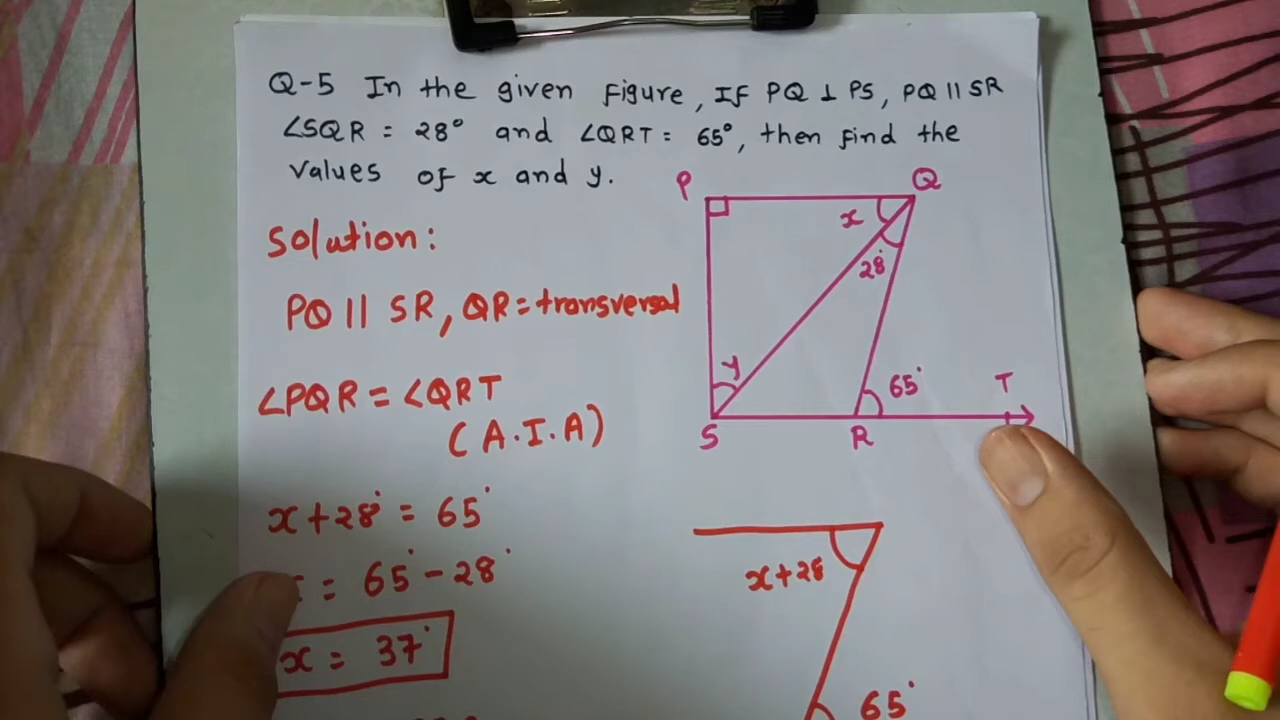 Q-5 In the given figure, If PQ ⊥ PS, PQ || SR
∠SQR = 28° and ∠QRT = 65°, then find the
values of x and y.
P
Q
x
28°
y
65°
T
S
R
Solution:
PQ || SR, QR = transversal
∠PQR = ∠QRT
(A.I.A)
x+28° = 65°
= 65° - 28°
x = 37°
x+28
65°